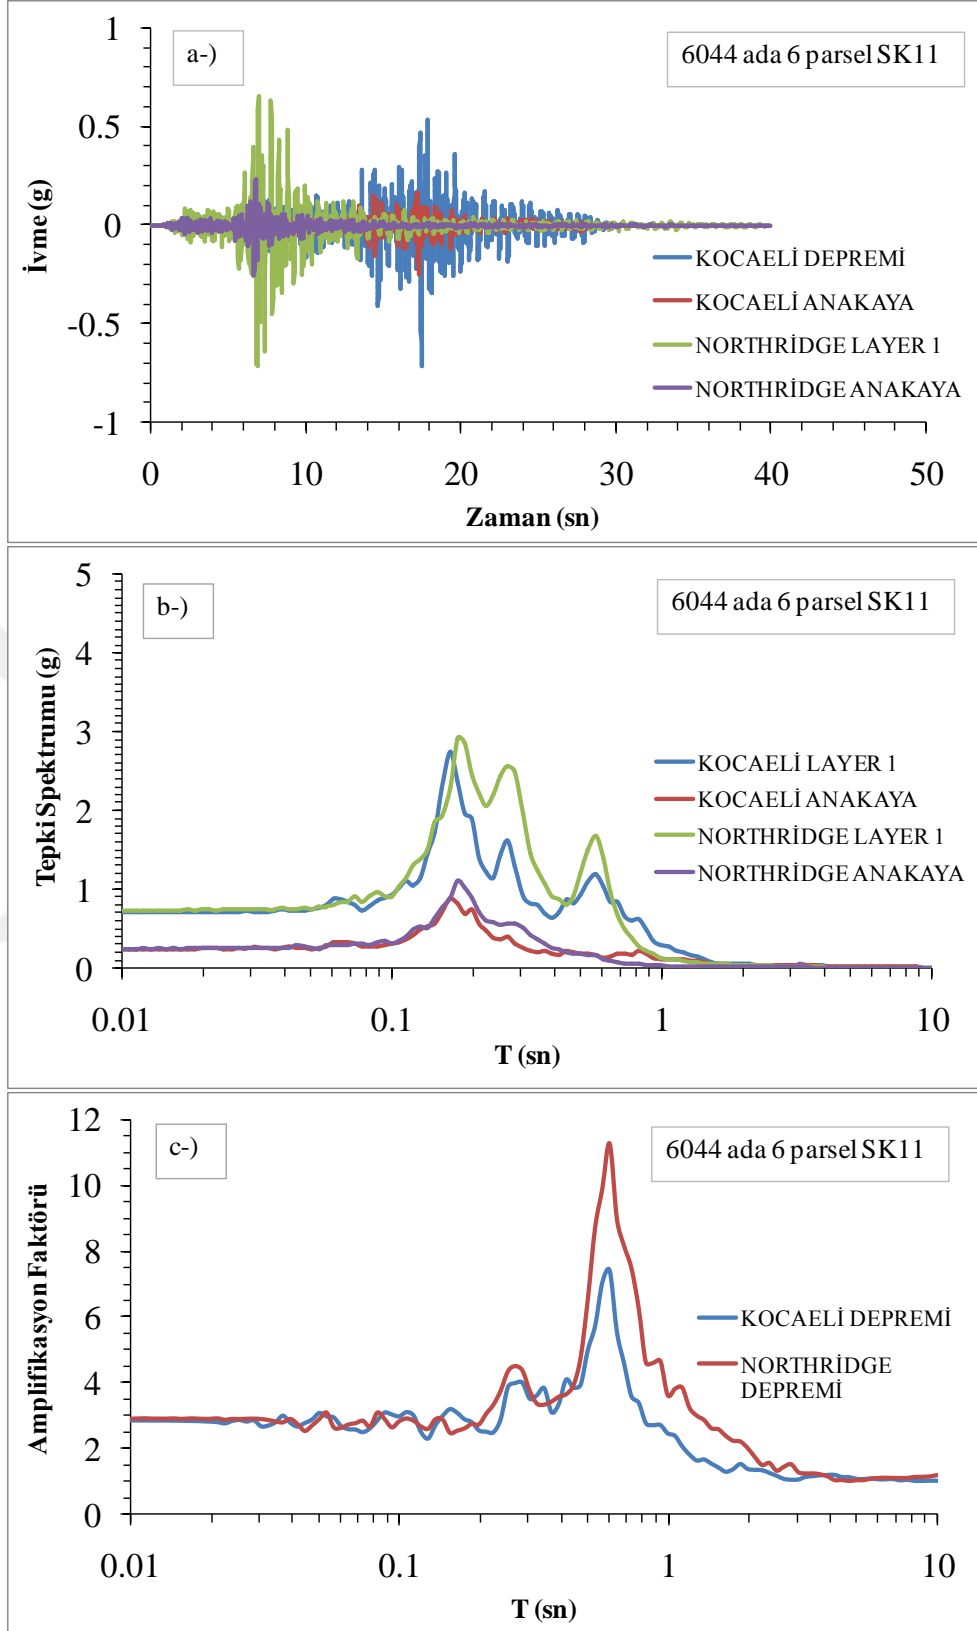 1
a-)
6044 ada 6 parsel SK11
0.5
0
-0.5
-1
İvme (g)
KOCAELİ DEPREMİ
KOCAELİ ANAKAYA
NORTHRİDGE LAYER 1
NORTHRİDGE ANAKAYA
0 10 20 30 40 50
Zaman (sn)
5
b-)
6044 ada 6 parsel SK11
4
3
2
1
0
Tepki Spektrumu (g)
KOCAELİ LAYER 1
KOCAELİ ANAKAYA
NORTHRİDGE LAYER 1
NORTHRİDGE ANAKAYA
0.01 0.1 1 10
T (sn)
12
c-)
6044 ada 6 parsel SK11
10
8
6
4
2
0
Amplifikasyon Faktörü
KOCAELİ DEPREMİ
NORTHRİDGE
DEPREMİ
0.01 0.1 1 10
T (sn)